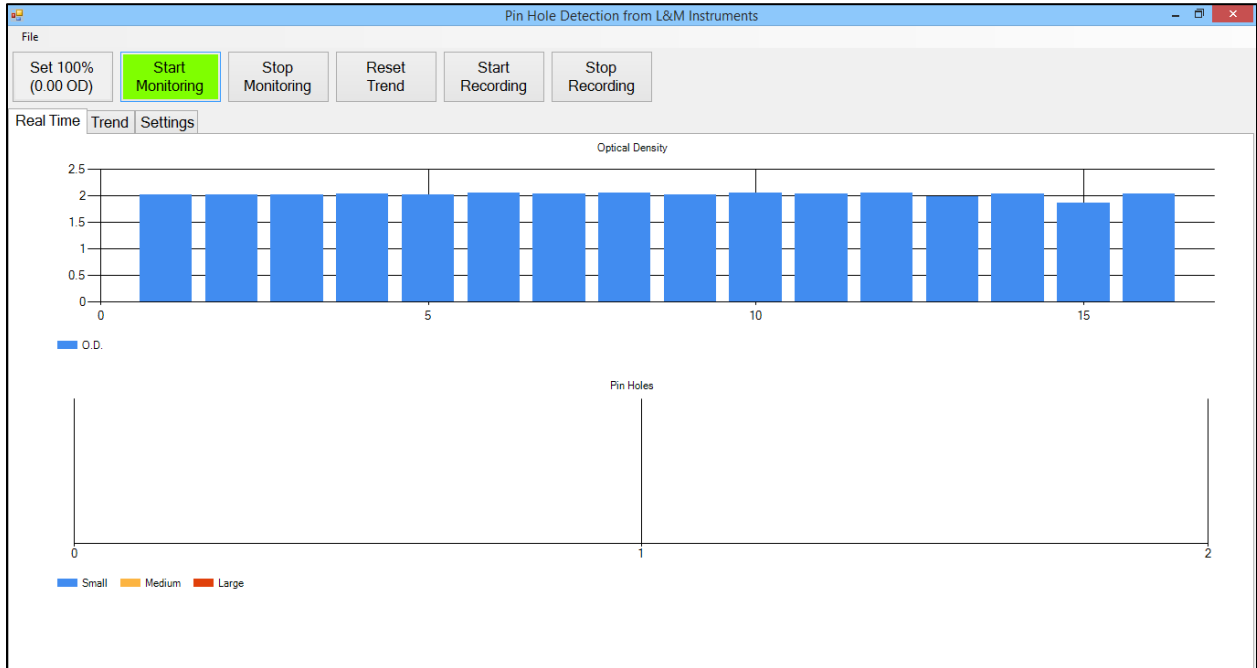 Pin Hole Detection from L&M Instruments
File
Set 100%
(0.00 OD)
Start
Monitoring
Stop
Monitoring
Reset
Trend
Start
Recording
Stop
Recording
Real Time
Trend
Settings
Optical Density
2.5
2
1.5
1
0.5
0
0
5
10
15
O.D.
Pin Holes
0
1
2
Small
Medium
Large